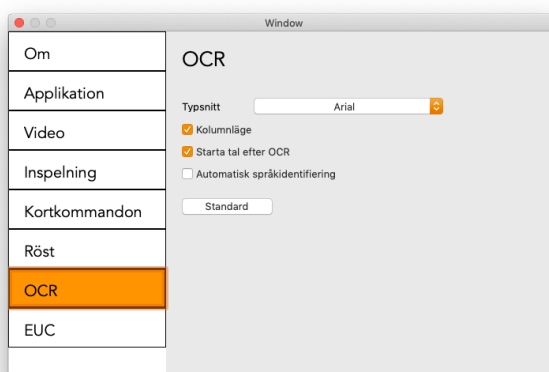 Window
Om
Applikation
Video
Inspelning
Kortkommandon
Röst
OCR
EUC
OCR
Typsnitt Arial
Kolumnläge
Starta tal efter OCR
Automatisk språkidentifiering
Standard